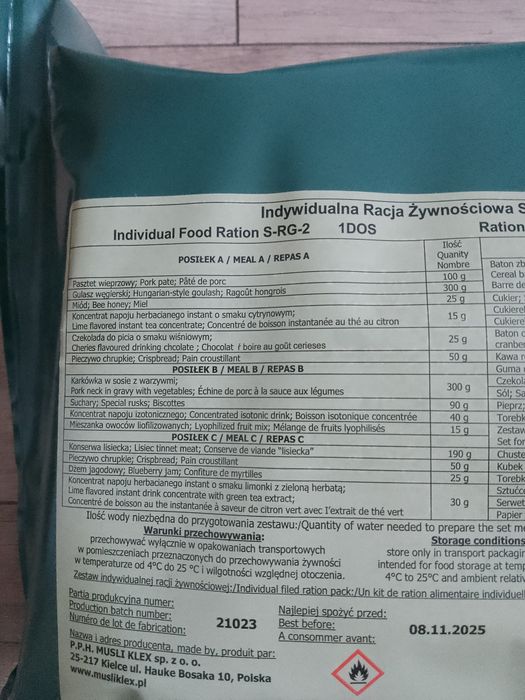 Indywidualna Racja Żywnościowa S
Individual Food Ration S-RG-2 1DOS Ration
POSIŁEK A / MEAL A / REPAS A
Ilość
Quanity
Nombre
Pasztet wieprzowy; Pork pate; Pâté de porc 100 g
Gulasz węgierski; Hungarian-style goulash; Ragoût hongrois 300 g
Miód; Bee honey; Miel 25 g
Koncentrat napoju herbacianego instant o smaku cytrynowym;
Lime flavored instant tea concentrate; Concentré de boisson instantanée au thé au citron 15 g
Czekolada do picia o smaku wiśniowym;
Cheries flavoured drinking chcolate ; Chocolat à boire au goût cerieses 25 g
Pieczywo chrupkie; Crispbread; Pain croustillant 50 g
POSIŁEK B / MEAL B / REPAS B
Karkówka w sosie z warzywmi;
Pork neck in gravy with vegetables; Échine de porc à la sauce aux légumes 300 g
Suchary; Special rusks; Biscottes 90 g
Koncentrat napoju izotonicznego; Concentrated isotonic drink; Boisson isotonique concentrée 40 g
Mieszanka owoców liofilizowanych; Lyophilized fruit mix; Mélange de fruits lyophilisés 15 g
POSIŁEK C / MEAL C / REPAS C
Konserwa lisiecka; Lisiec tinnet meat; Conserve de viande "lisiecka" 190 g
Pieczywo chrupkie; Crispbread; Pain croustillant 50 g
Dżem jagodowy; Blueberry jam; Confiture de myrtilles 25 g
Koncentrat napoju herbacianego instant o smaku limonki z zieloną herbatą;
Lime flavored instant drink concentrate with green tea extract;
Concentré de boisson au the instantanée à saveur de citron vert avec l'extrait de thé vert 30 g
Baton zb
Cereal b
Barre de
Cukier;
Cukierel
Cukiere
Baton c
cranbe
Kawa r
Guma
Czekol
Sól; Sa
Pieprz;
Torebk
Zestaw
Set for
Chuste
Kubek
Torebk
Sztućc
Serwet
Papier
Ilość wody niezbędna do przygotowania zestawu:/Quantity of water needed to prepare the set m
Warunki przechowywania:
przechowywać wyłącznie w opakowaniach transportowych
w pomieszczeniach przeznaczonych do przechowywania żywności
w temperaturze od 4°C do 25 °C i wilgotności względnej otoczenia.
Storage conditions
store only in transport packagin
intended for food storage at temp
4°C to 25°C and ambient relativ
Zestaw indywidualnej racji żywnościowej:/Individual filed ration pack:/Un kit de ration alimentaire individuell
Partia produkcyjna numer:
Production batch number:
Numéro de lot de fabrication: 21023
Najlepiej spożyć przed:
Best before:
A consommer avant: 08.11.2025
Nazwa i adres producenta, made by, produit par:
P.P.H. MUSLI KLEX sp. z o. o.
25-217 Kielce ul. Hauke Bosaka 10, Polska
www.musliklex.pl